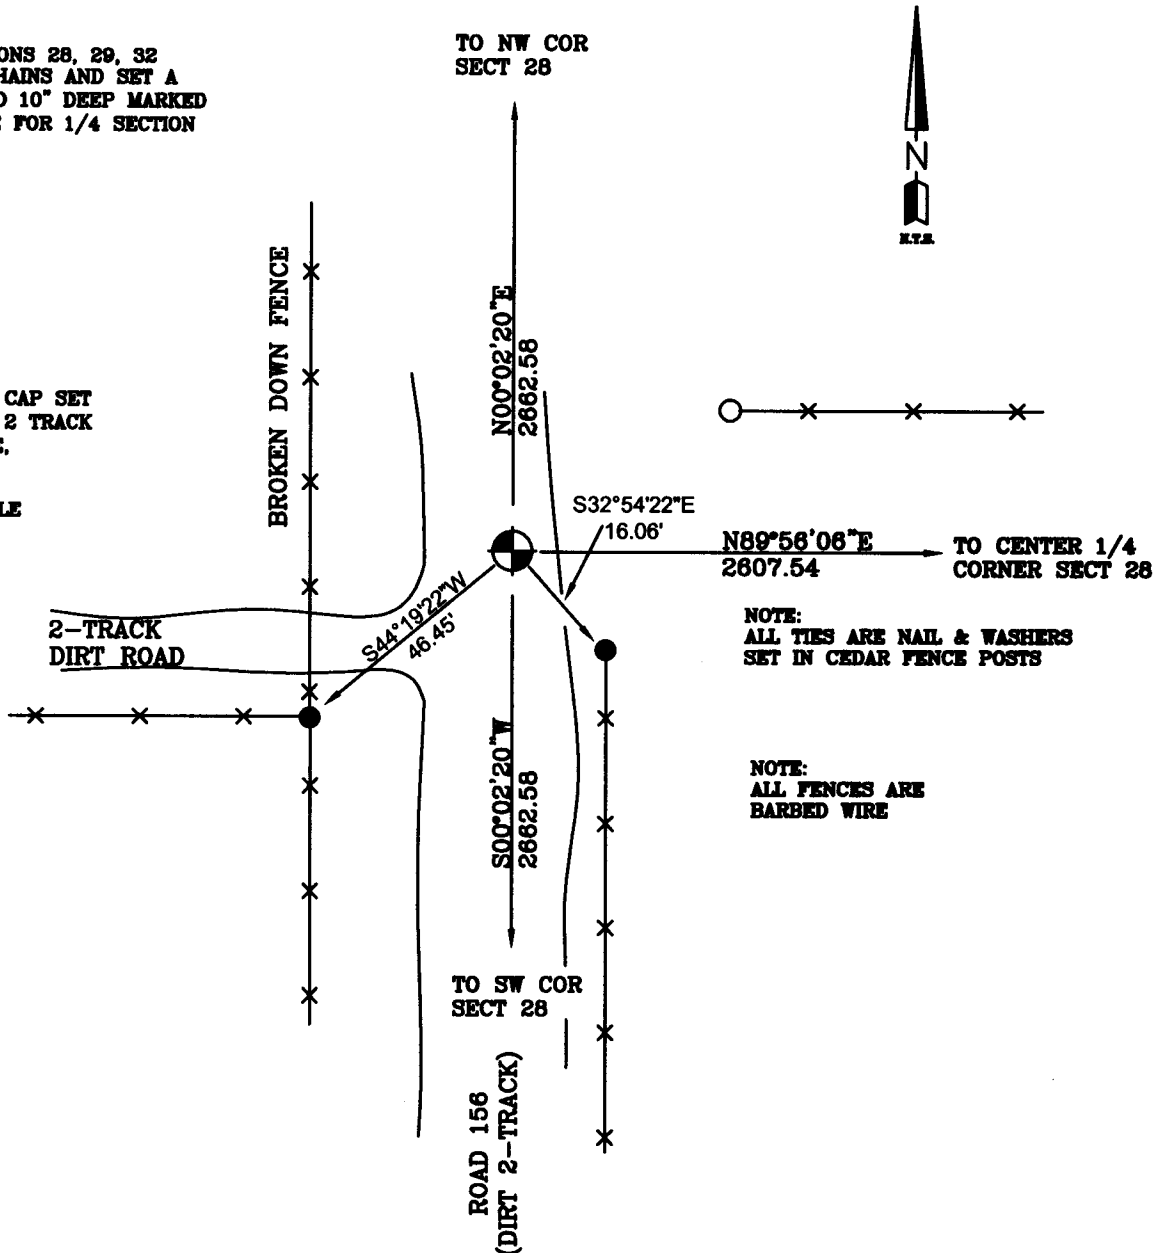 ONS 28, 29, 32
HAINS AND SET A
10" DEEP MARKED
FOR 1/4 SECTION
TO NW COR
SECT 28
N
N.T.S.
BROKEN DOWN FENCE
N00°02'20"E
2662.58
CAP SET
2 TRACK
LE
S32°54'22"E
16.06'
N89°56'06"E
2607.54
TO CENTER 1/4
CORNER SECT 28
2-TRACK
DIRT ROAD
S44°19'22"W
46.45'
NOTE:
ALL TIES ARE NAIL & WASHERS
SET IN CEDAR FENCE POSTS
S00°02'20"W
2662.58
NOTE:
ALL FENCES ARE
BARBED WIRE
TO SW COR
SECT 28
ROAD 156
(DIRT 2-TRACK)